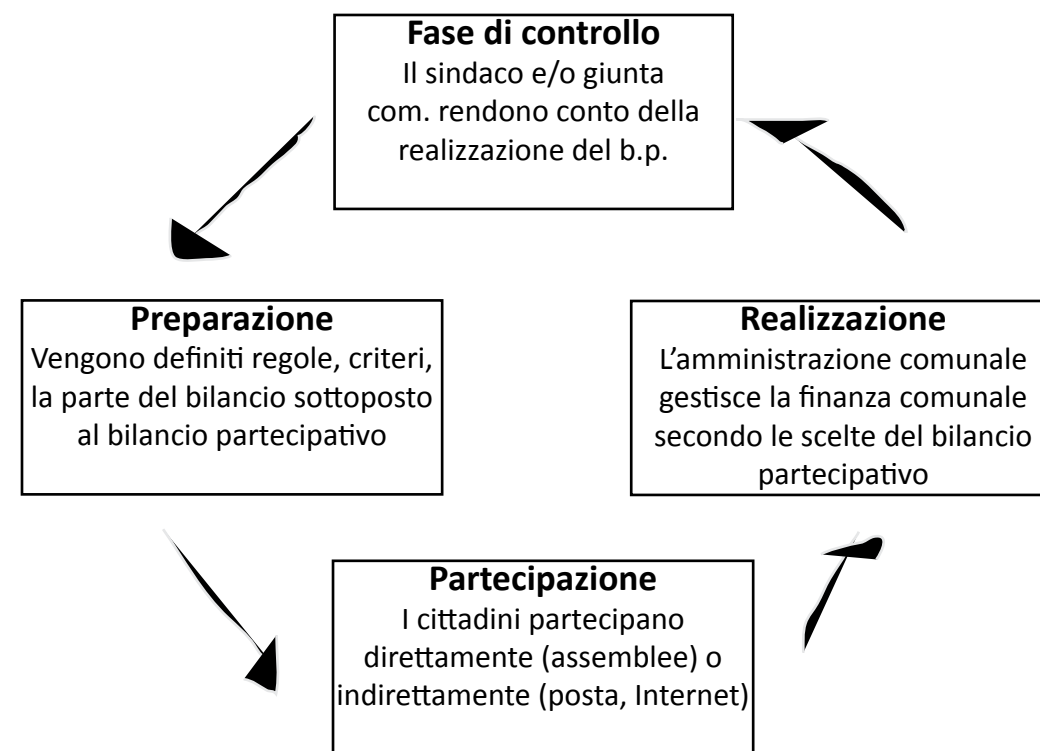 Fase di controllo
Il sindaco e/o giunta
com. rendono conto della
realizzazione del b.p.
Preparazione
Vengono definiti regole, criteri,
la parte del bilancio sottoposto
al bilancio partecipativo
Realizzazione
L’amministrazione comunale
gestisce la finanza comunale
secondo le scelte del bilancio
partecipativo
Partecipazione
I cittadini partecipano
direttamente (assemblee) o
indirettamente (posta, Internet)